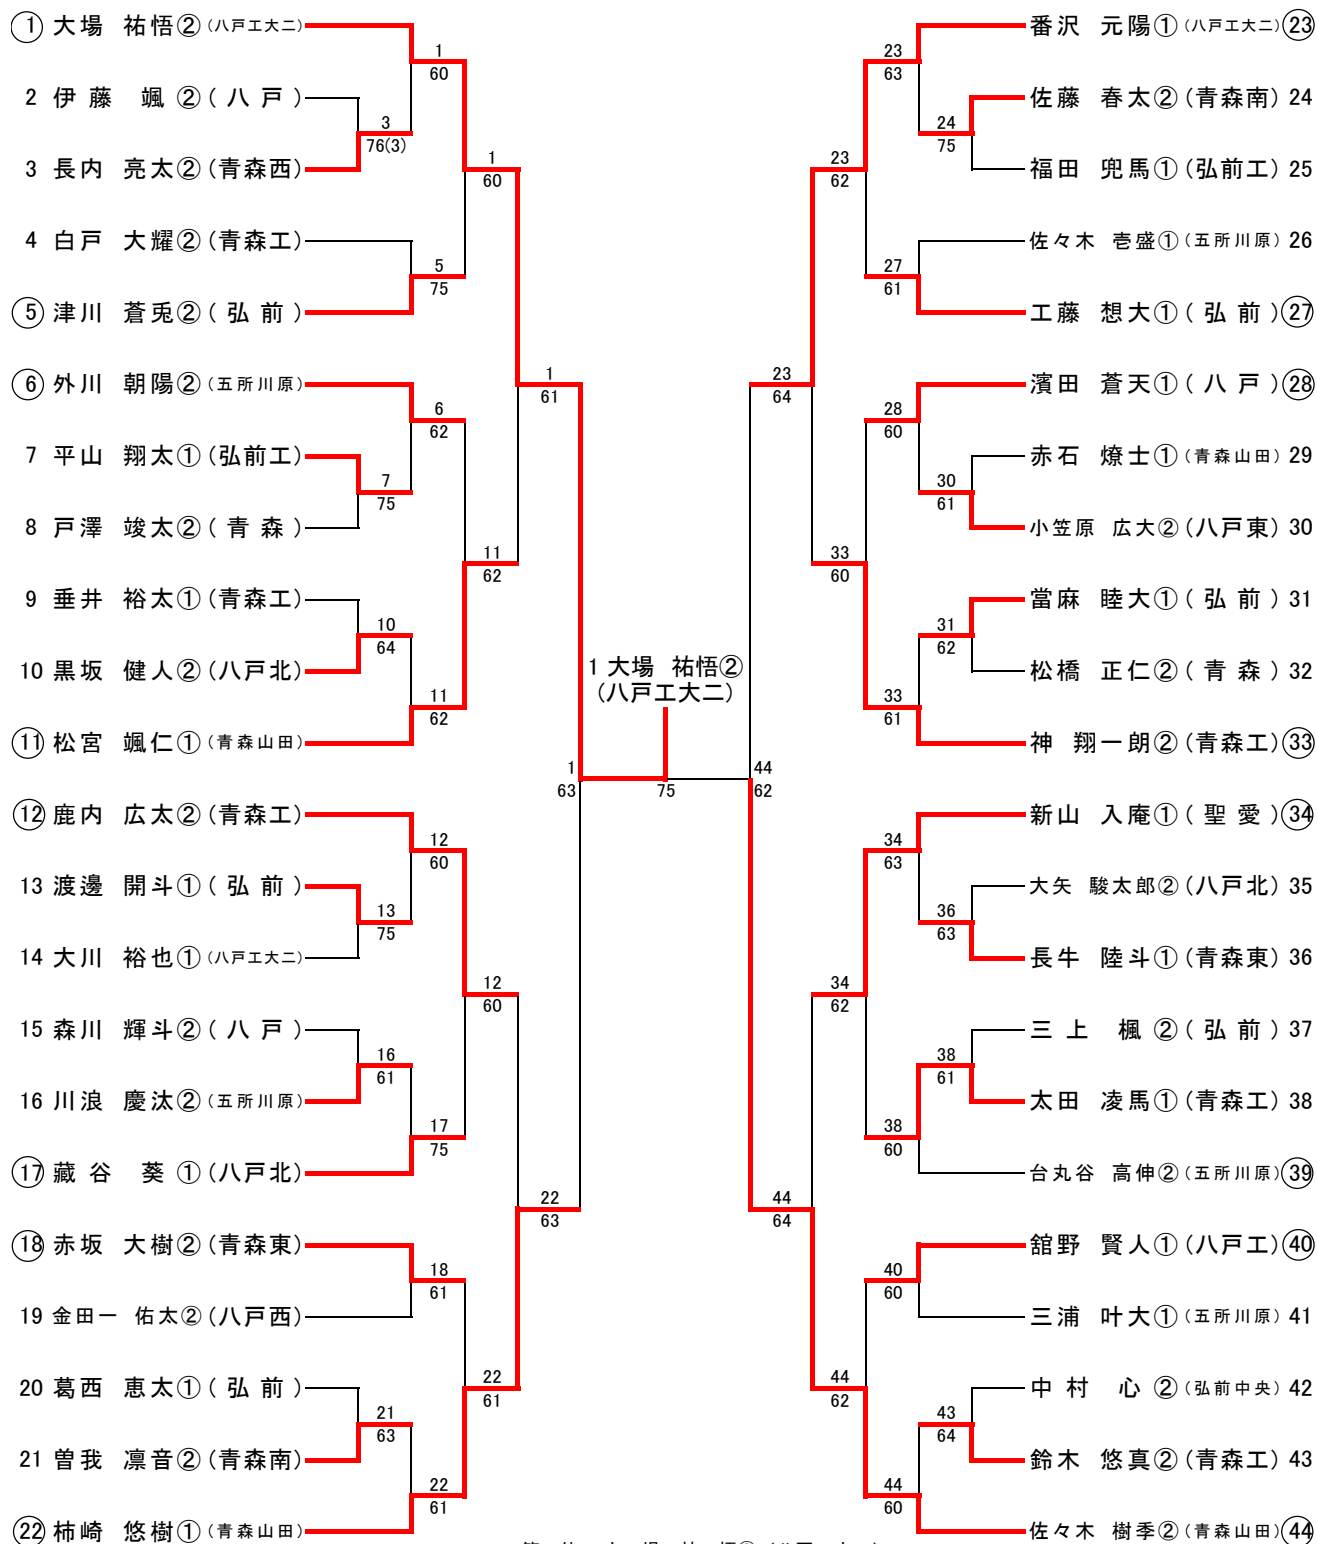 ① 大場 祐悟② (八戸工大二)
1
60
2 伊藤 颯② (八戸)
3
76(3)
3 長内 亮太② (青森西)
1
60
4 白戸 大耀② (青森工)
5
75
⑤ 津川 蒼兎② (弘前)
1
61
⑥ 外川 朝陽② (五所川原)
6
62
7 平山 翔太① (弘前工)
7
75
8 戸澤 竣太② (青森)
11
62
9 垂井 裕太① (青森工)
10
64
10 黒坂 健人② (八戸北)
11
62
⑪ 松宮 颯仁① (青森山田)
1
63
⑫ 鹿内 広太② (青森工)
12
60
13 渡邊 開斗① (弘前)
13
75
14 大川 裕也① (八戸工大二)
12
60
15 森川 輝斗② (八戸)
16
61
16 川浪 慶汰② (五所川原)
17
75
⑰ 藏谷 葵① (八戸北)
22
63
⑱ 赤坂 大樹② (青森東)
18
61
19 金田一 佑太② (八戸西)
22
61
20 葛西 恵太① (弘前)
21
63
21 曽我 凛音② (青森南)
22
61
㉒ 柿崎 悠樹① (青森山田)
1 大場 祐悟②
(八戸工大二)
75
番沢 元陽① (八戸工大二) ㉓
23
63
佐藤 春太② (青森南) 24
24
75
福田 兜馬① (弘前工) 25
23
62
佐々木 壱盛① (五所川原) 26
27
61
工藤 想大① (弘前) ㉗
23
64
濱田 蒼天① (八戸) ㉘
28
60
赤石 燎士① (青森山田) 29
30
61
小笠原 広大② (八戸東) 30
33
60
當麻 睦大① (弘前) 31
31
62
松橋 正仁② (青森) 32
33
61
神 翔一朗② (青森工) ㉝
44
62
新山 入庵① (聖愛) ㉞
34
63
大矢 駿太郎② (八戸北) 35
36
63
長牛 陸斗① (青森東) 36
34
62
三上 楓② (弘前) 37
38
61
太田 凌馬① (青森工) 38
38
60
台丸谷 高伸② (五所川原) ㊴
44
64
舘野 賢人① (八戸工) ㊵
40
60
三浦 叶大① (五所川原) 41
44
62
中村 心② (弘前中央) 42
43
64
鈴木 悠真② (青森工) 43
44
60
佐々木 樹季② (青森山田) ㊹